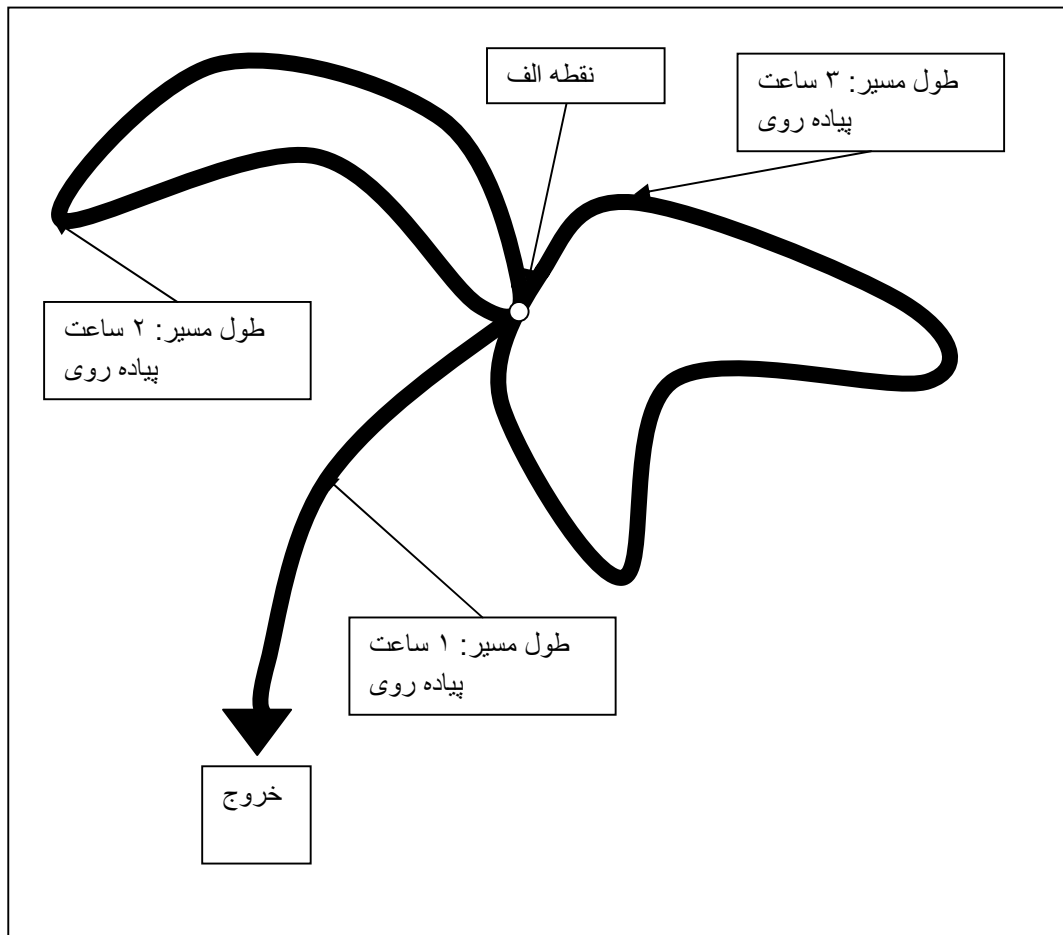 نقطه الف
طول مسیر: ۳ ساعت
پیاده روی
طول مسیر: ۲ ساعت
پیاده روی
طول مسیر: ۱ ساعت
پیاده روی
خروج